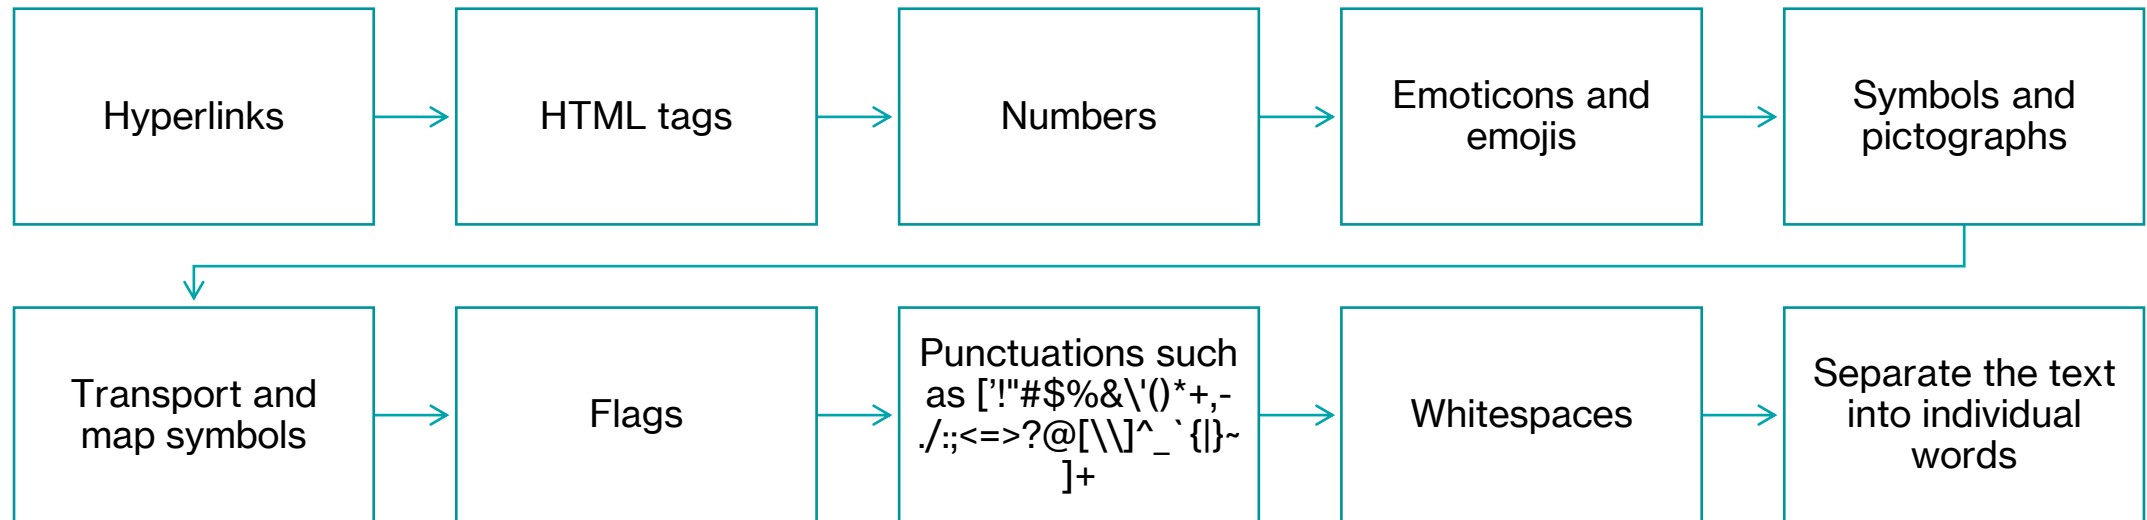 Hyperlinks
HTML tags
Numbers
Emoticons and
emojis
Symbols and
pictographs
Transport and
map symbols
Flags
Punctuations such
as ['!"#$%&\'()*+,-
./:;<=>?@[\\]^_`{|}~
]+
Whitespaces
Separate the text
into individual
words